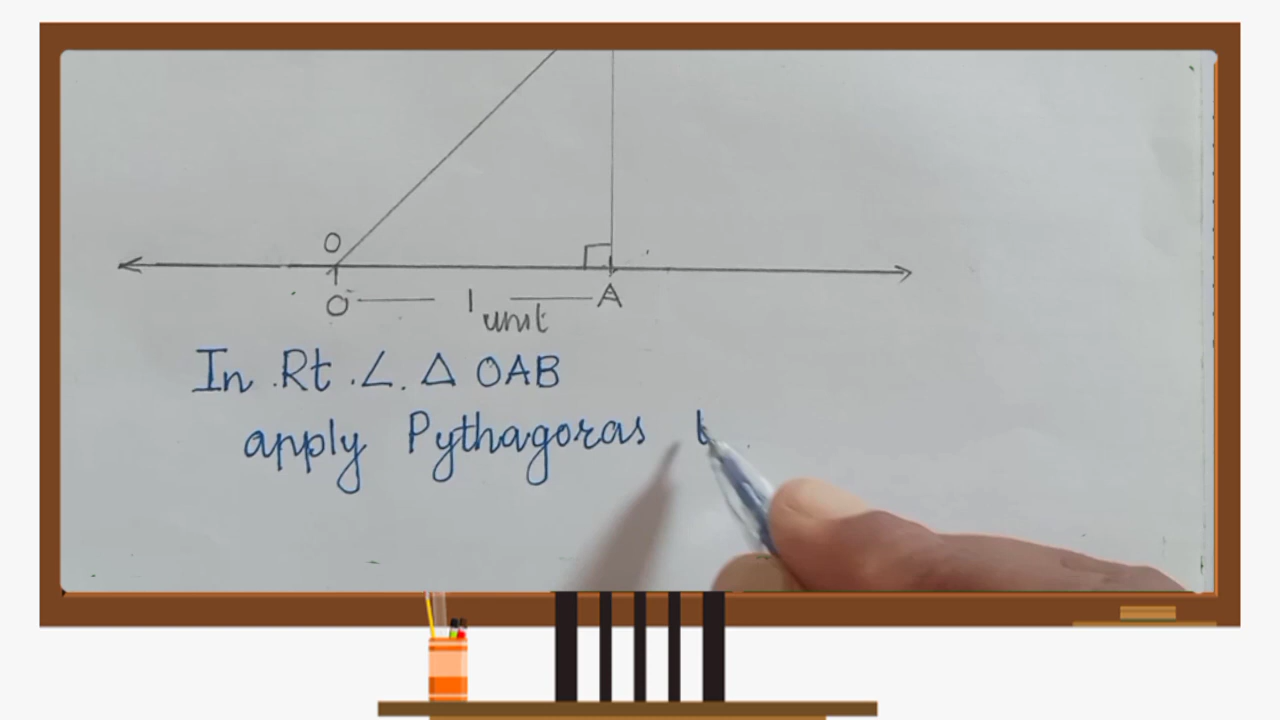 O
O 1 unit A
In Rt ∠ △ OAB
apply Pythagoras t